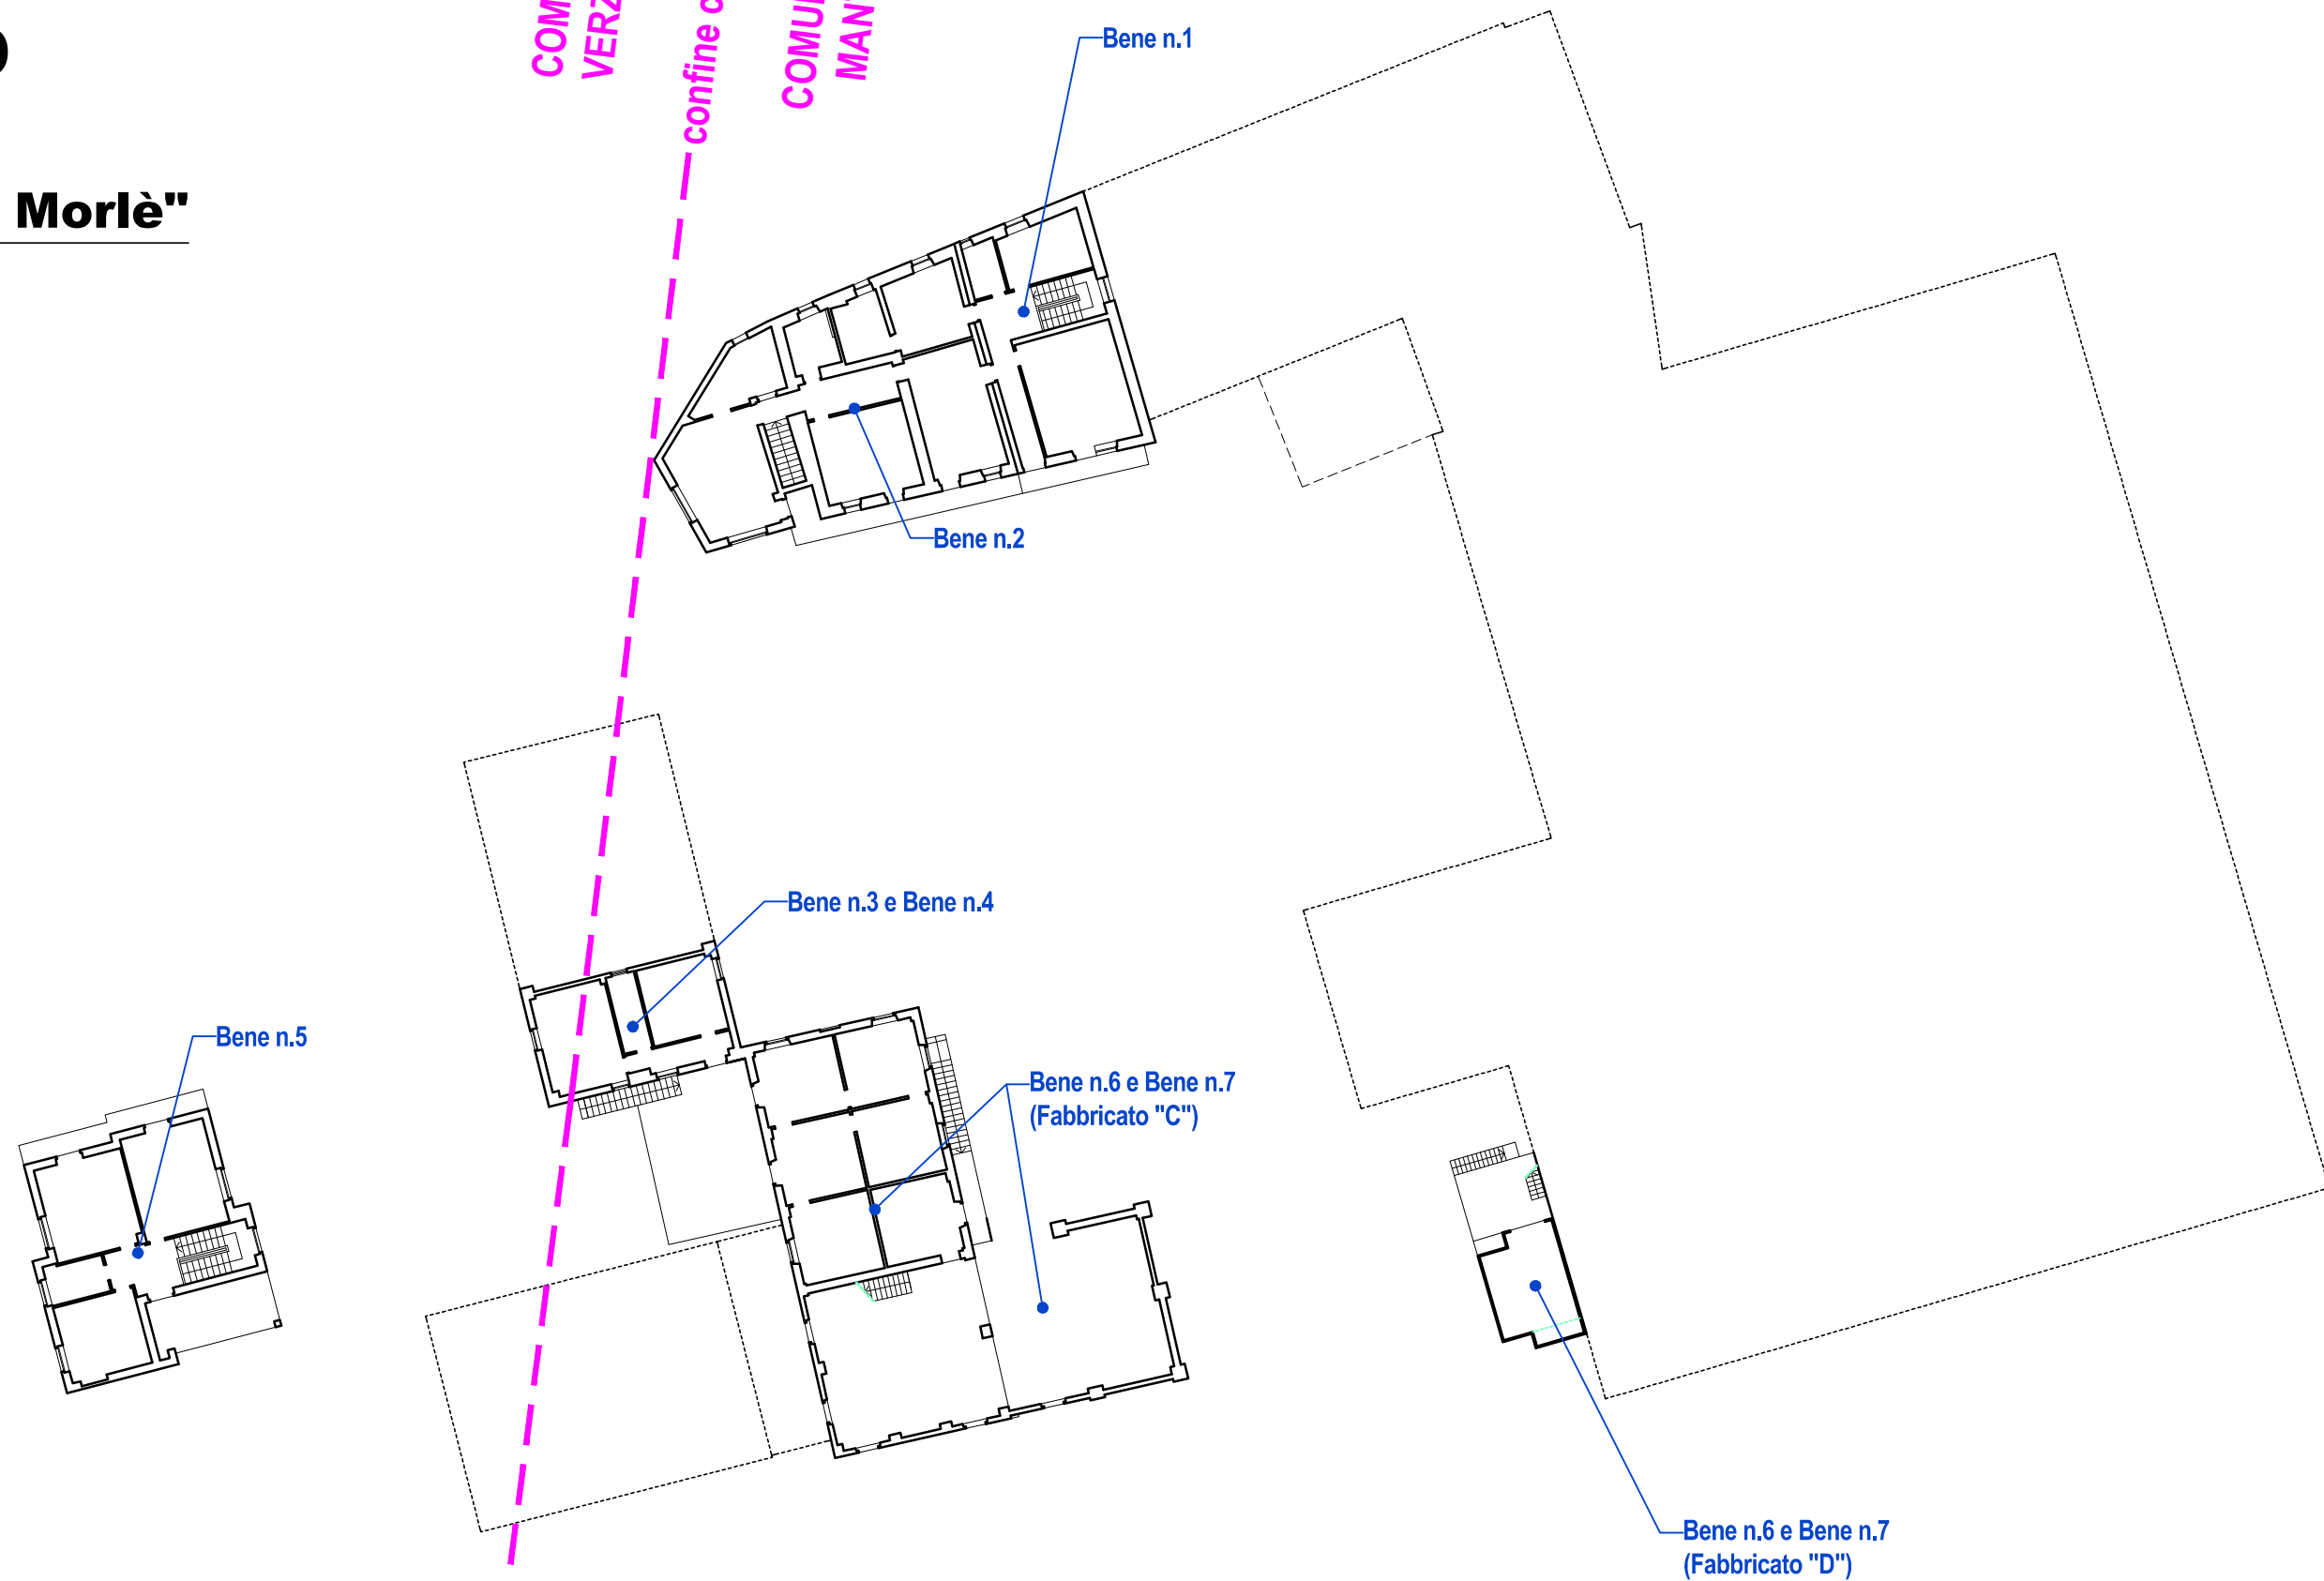 Morlè"
confine
Bene n.1
Bene n.2
Bene n.3 e Bene n.4
Bene n.5
Bene n.6 e Bene n.7
(Fabbricato "C")
Bene n.6 e Bene n.7
(Fabbricato "D")